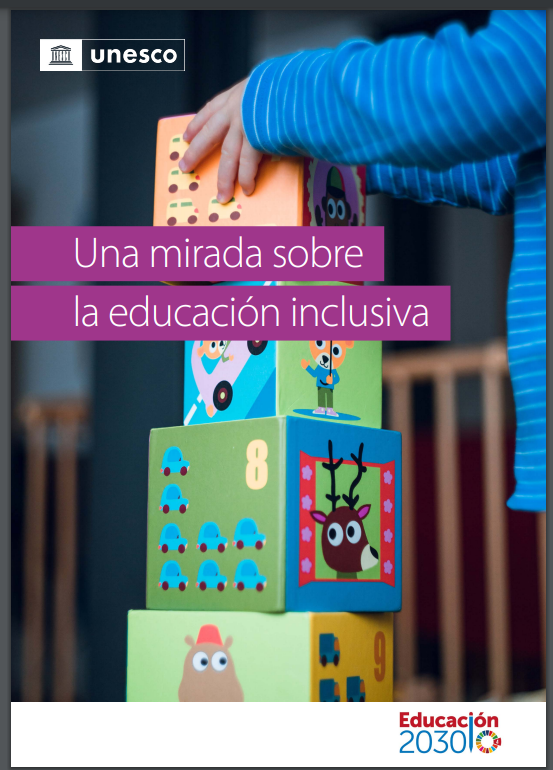 unesco
Una mirada sobre
la educación inclusiva
8
9
Educación
2030